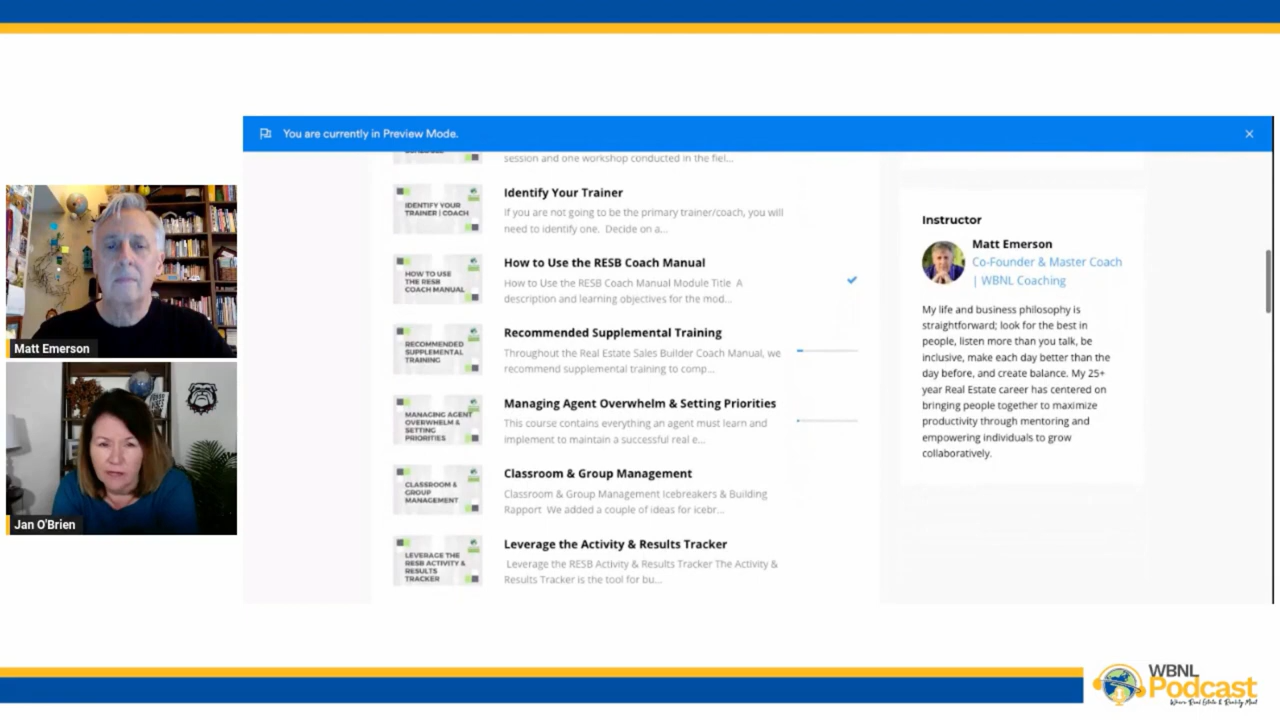 You are currently in Preview Mode.
session and one workshop conducted in the fiel...
IDENTIFY YOUR
TRAINER | COACH
Identify Your Trainer
If you are not going to be the primary trainer/coach, you will
need to identify one. Decide on a...
HOW TO USE
THE RESB
COACH MANUAL
How to Use the RESB Coach Manual
How to Use the RESB Coach Manual Module Title A
description and learning objectives for the mod...
RECOMMENDED
SUPPLEMENTAL
TRAINING
Recommended Supplemental Training
Throughout the Real Estate Sales Builder Coach Manual, we
recommend supplemental training to comp...
MANAGING AGENT
OVERWHELM &
SETTING
PRIORITIES
Managing Agent Overwhelm & Setting Priorities
This course contains everything an agent must learn and
implement to maintain a successful real e...
CLASSROOM &
GROUP
MANAGEMENT
Classroom & Group Management
Classroom & Group Management Icebreakers & Building
Rapport We added a couple of ideas for icebr...
LEVERAGE THE
RESB ACTIVITY &
RESULTS
TRACKER
Leverage the Activity & Results Tracker
Leverage the RESB Activity & Results Tracker The Activity &
Results Tracker is the tool for bu...
Instructor
Matt Emerson
Co-Founder & Master Coach
| WBNL Coaching
My life and business philosophy is
straightforward; look for the best in
people, listen more than you talk, be
inclusive, make each day better than the
day before, and create balance. My 25+
year Real Estate career has centered on
bringing people together to maximize
productivity through mentoring and
empowering individuals to grow
collaboratively.
Matt Emerson
Jan O'Brien
WBNL
Podcast
Where Real Estate & Reality Meet